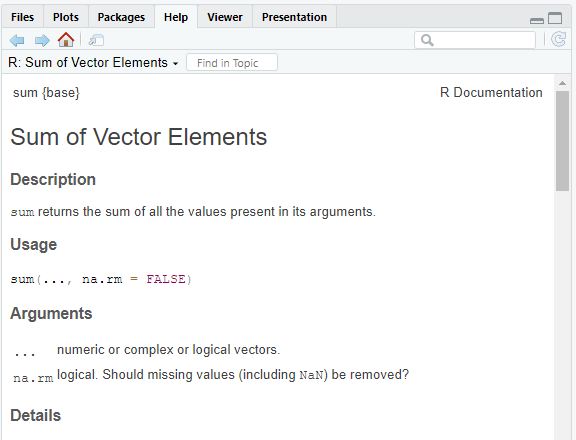 Files Plots Packages Help Viewer Presentation
R: Sum of Vector Elements Find in Topic
sum {base} R Documentation
Sum of Vector Elements
Description
sum returns the sum of all the values present in its arguments.
Usage
sum(..., na.rm = FALSE)
Arguments
... numeric or complex or logical vectors.
na.rm logical. Should missing values (including NaN) be removed?
Details